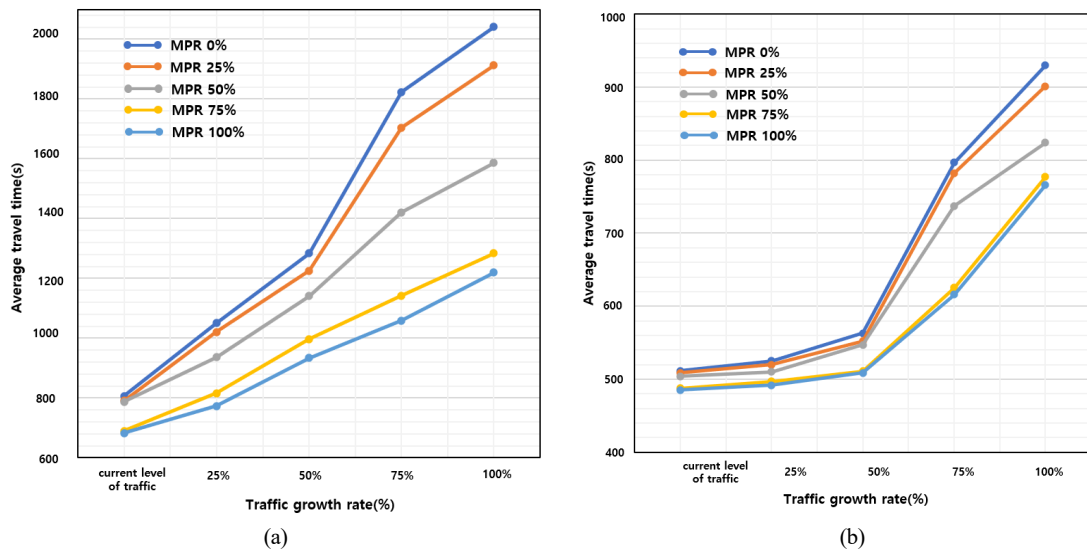 2000
1800
1600
1400
1200
1000
800
600
Average travel time(s)
MPR 0%
MPR 25%
MPR 50%
MPR 75%
MPR 100%
current level
of traffic
25%
50%
75%
100%
Traffic growth rate(%)
(a)
1000
900
800
700
600
500
400
Average travel time(s)
MPR 0%
MPR 25%
MPR 50%
MPR 75%
MPR 100%
current level
of traffic
25%
50%
75%
100%
Traffic growth rate(%)
(b)